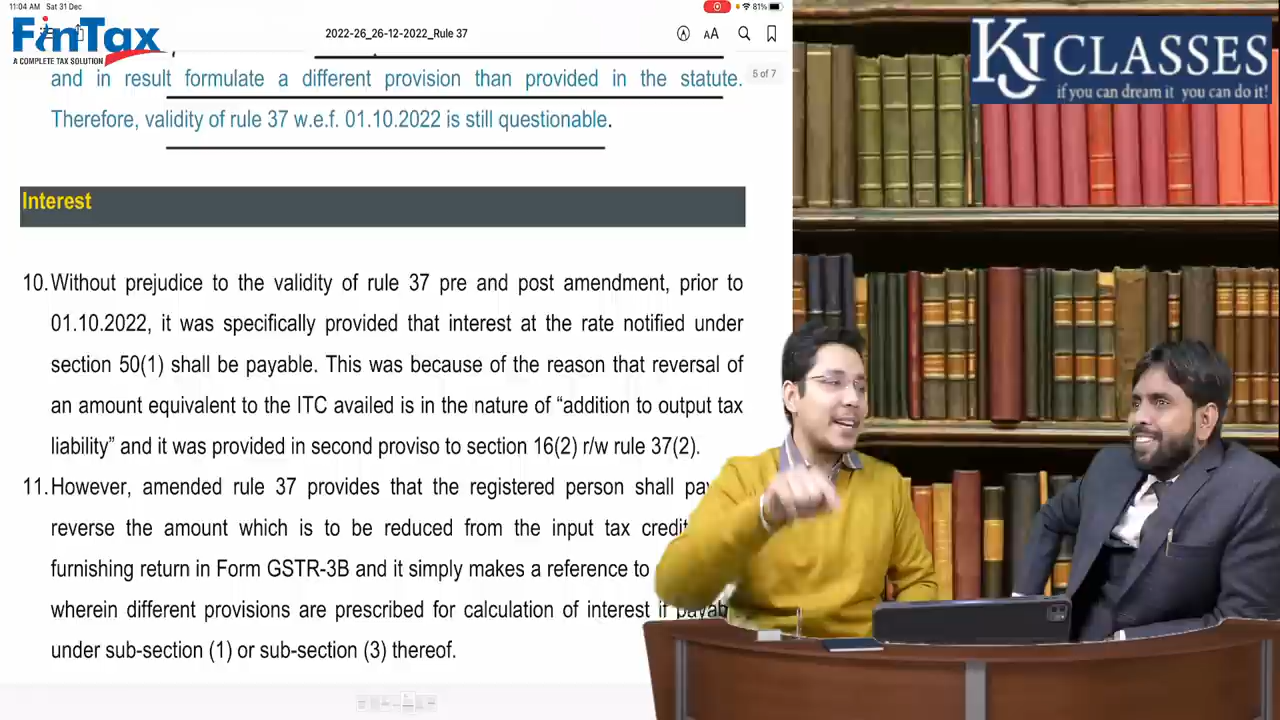 11:04 AM Sat 31 Dec
81%
FinTax
A COMPLETE TAX SOLUTION
2022-26_26-12-2022_Rule 37
AA
KJ CLASSES
if you can dream it you can do it!
5 of 7
and in result formulate a different provision than provided in the statute.
Therefore, validity of rule 37 w.e.f. 01.10.2022 is still questionable.
Interest
10. Without prejudice to the validity of rule 37 pre and post amendment, prior to
01.10.2022, it was specifically provided that interest at the rate notified under
section 50(1) shall be payable. This was because of the reason that reversal of
an amount equivalent to the ITC availed is in the nature of “addition to output tax
liability” and it was provided in second proviso to section 16(2) r/w rule 37(2).
11. However, amended rule 37 provides that the registered person shall pay
reverse the amount which is to be reduced from the input tax credit
furnishing return in Form GSTR-3B and it simply makes a reference to
wherein different provisions are prescribed for calculation of interest if
under sub-section (1) or sub-section (3) thereof.